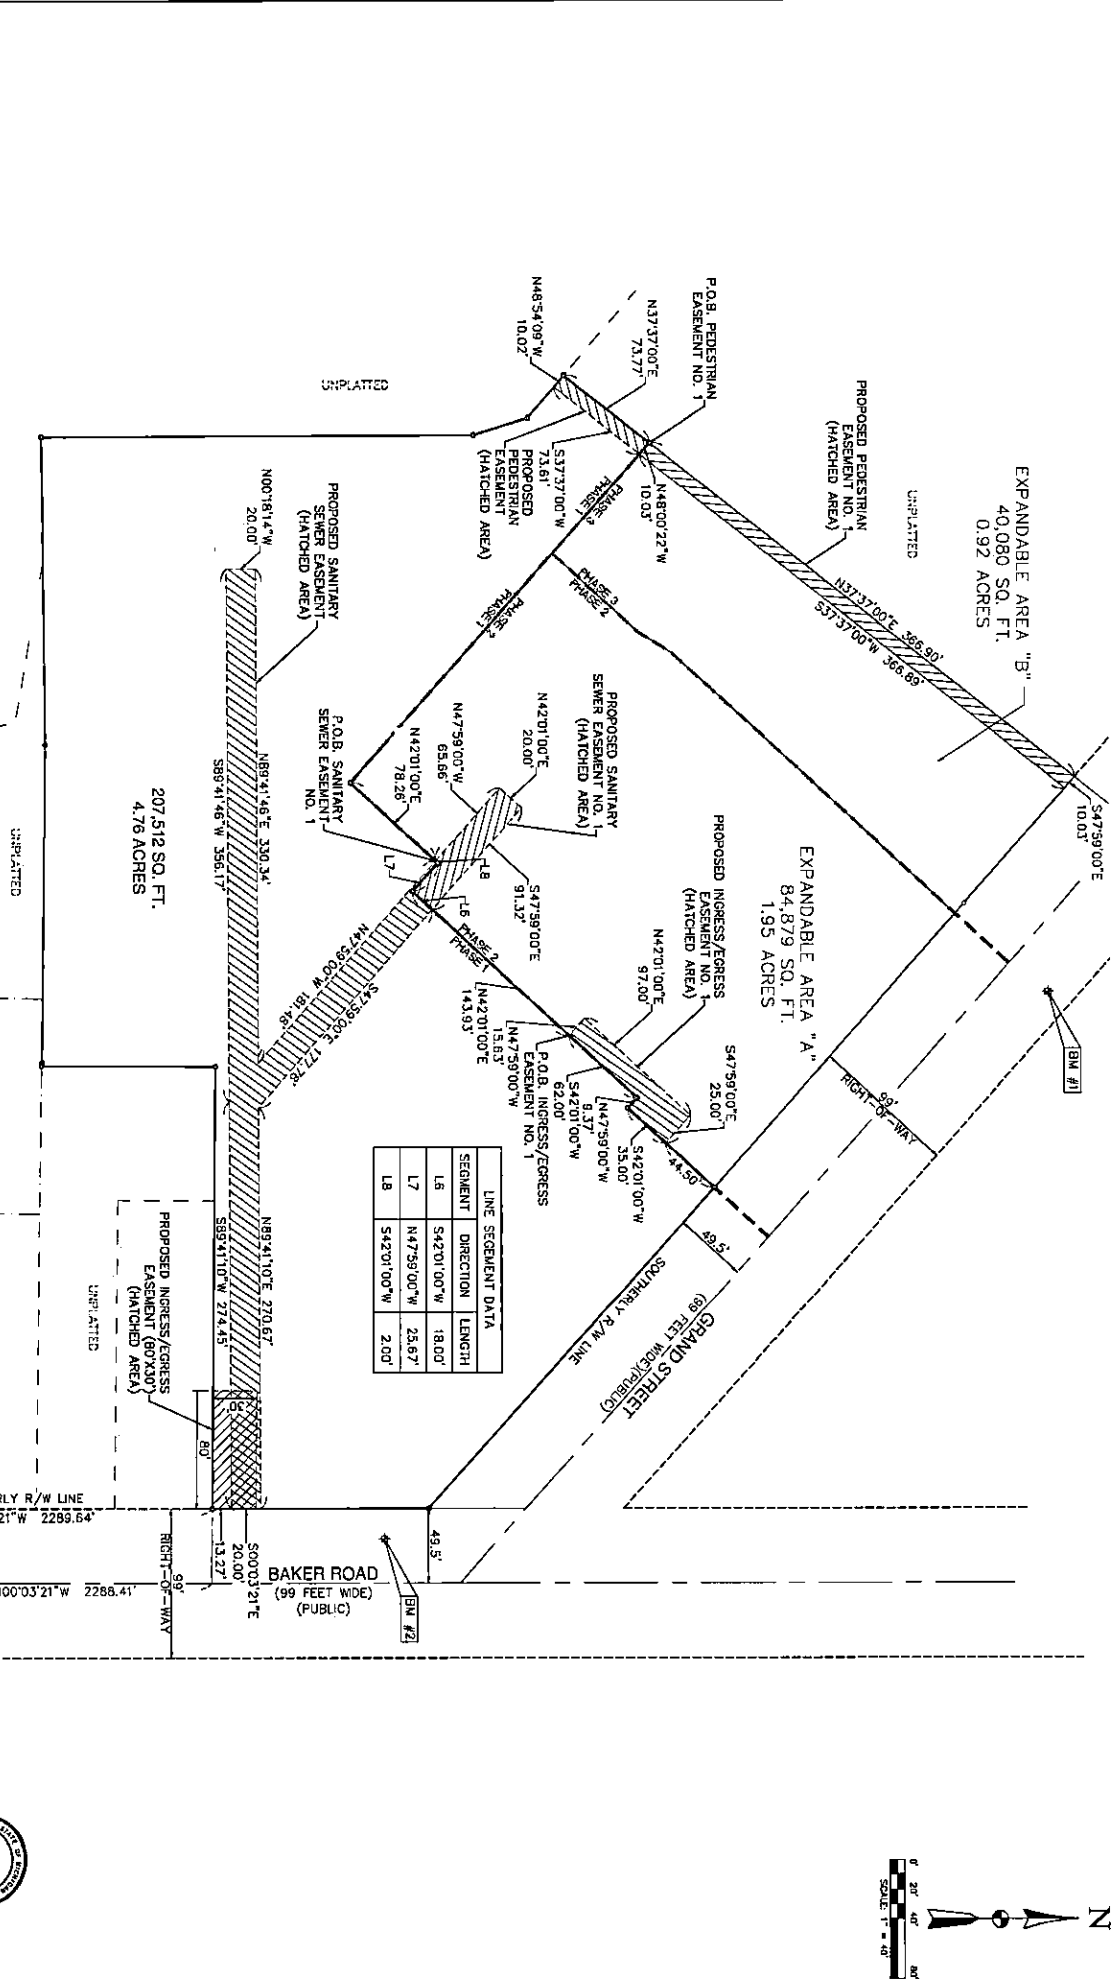 P.O.B. PEDESTRIAN
EASEMENT NO. 1
N37°37'00"E
73.77'
N48°54'09"W
10.02'
UNPLATTED
PROPOSED PEDESTRIAN
EASEMENT NO. 1
(HATCHED AREA)
UNPLATTED
EXPANDABLE AREA "B"
40,080 SQ. FT.
0.92 ACRES
S37°37'00"W
73.61'
PROPOSED
PEDESTRIAN
EASEMENT
(HATCHED AREA)
N48°00'22"W
10.03'
PHASE 3
PHASE 1
N37°37'00"E 366.90'
S37°37'00"W 366.89'
PHASE 3
PHASE 2
PHASE 2
PHASE 1
N00°18'14"W
20.00'
PROPOSED SANITARY
SEWER EASEMENT
(HATCHED AREA)
PROPOSED SANITARY
SEWER EASEMENT NO. 1
(HATCHED AREA)
N42°01'00"E
20.00'
N47°59'00"W
65.66'
N42°01'00"E
78.26'
P.O.B. SANITARY
SEWER EASEMENT
NO. 1
S47°59'00"E
10.03'
N89°41'46"E 330.34'
S89°41'46"W 356.17'
207,512 SQ. FT.
4.76 ACRES
UNPLATTED
L7
L8
L6
S47°59'00"E
91.32'
PROPOSED INGRESS/EGRESS
EASEMENT NO. 1
(HATCHED AREA)
EXPANDABLE AREA "A"
84,879 SQ. FT.
1.95 ACRES
PHASE 2
PHASE 1
N42°01'00"E
97.00'
N47°59'00"W 181.48'
S47°59'00"E 177.78'
N42°01'00"E
143.93'
N47°59'00"W
15.63'
P.O.B. INGRESS/EGRESS
EASEMENT NO. 1
S42°01'00"W
62.00'
N47°59'00"W
9.37'
S42°01'00"W
35.00'
S47°59'00"E
25.00'
44.50'
BM #1
99'
RIGHT-OF-WAY
49.5'
SOUTHERLY R/W LINE
GRAND STREET
(99 FEET WIDE)(PUBLIC)
LINE SEGEMENT DATA
SEGMENT DIRECTION LENGTH
L6 S42°01'00"W 18.00'
L7 N47°59'00"W 25.67'
L8 S42°01'00"W 2.00'
N89°41'10"E 270.67'
S89°41'10"W 274.45'
PROPOSED INGRESS/EGRESS
EASEMENT (80'X30')
(HATCHED AREA)
UNPLATTED
30'
80'
RLY R/W LINE
21"W 2289.64'
00°03'21"W 2288.41'
99'
RIGHT-OF-WAY
13.27'
S00°03'21"E
20.00'
BAKER ROAD
(99 FEET WIDE)
(PUBLIC)
49.5'
BM #2
STATE OF MICHIGAN
0' 20' 40' 80'
SCALE: 1" = 40'
N